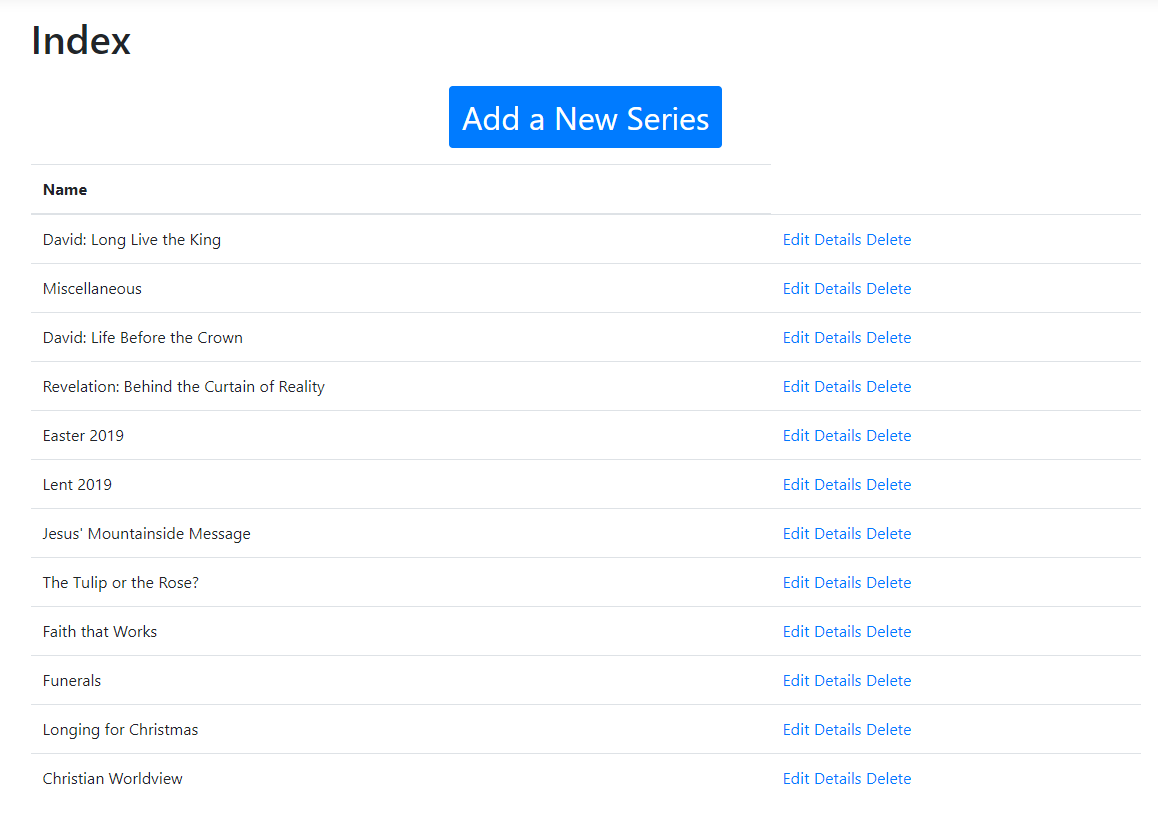 Index
Add a New Series
Name
David: Long Live the King Edit Details Delete
Miscellaneous Edit Details Delete
David: Life Before the Crown Edit Details Delete
Revelation: Behind the Curtain of Reality Edit Details Delete
Easter 2019 Edit Details Delete
Lent 2019 Edit Details Delete
Jesus' Mountainside Message Edit Details Delete
The Tulip or the Rose? Edit Details Delete
Faith that Works Edit Details Delete
Funerals Edit Details Delete
Longing for Christmas Edit Details Delete
Christian Worldview Edit Details Delete